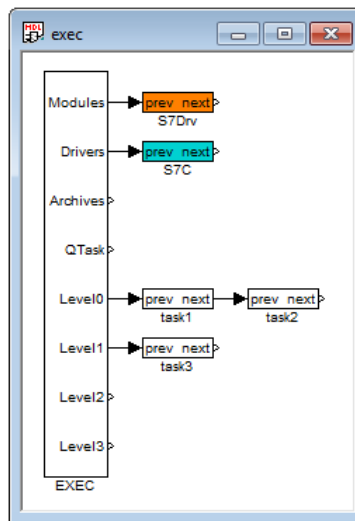 MDL exec
Modules prev next
S7Drv
Drivers prev next
S7C
Archives
QTask
Level0 prev next prev next
task1 task2
Level1 prev next
task3
Level2
Level3
EXEC